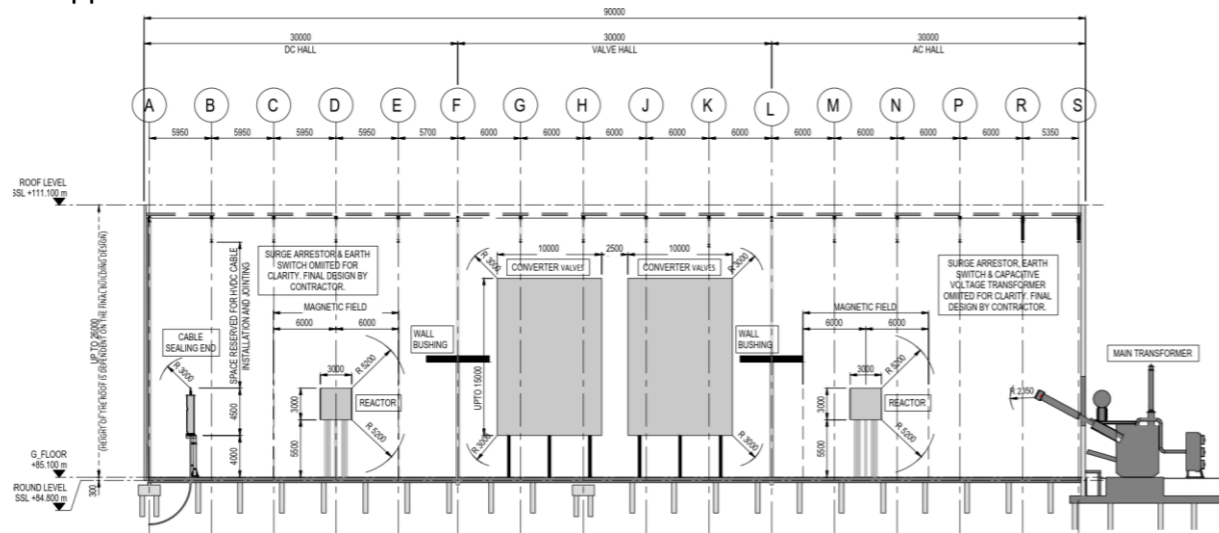 90000
30000
30000
30000
DC HALL
VALVE HALL
AC HALL
A
B
C
D
E
F
G
H
J
K
L
M
N
P
R
S
5950
5950
5950
5950
5700
6000
6000
6000
6000
6000
6000
6000
6000
6000
5350
ROOF LEVEL
SSL +111.100 m
UP TO 26000
(HEIGHT OF THE ROOF IS DEPENDENT ON THE FINAL BUILDING DESIGN)
G_FLOOR
+85.100 m
ROUND LEVEL
SSL +84.800 m
300
CABLE
SEALING END
R 3000
SPACE RESERVED FOR HVDC CABLE
INSTALLATION AND JOINTING
4500
4000
SURGE ARRESTOR & EARTH
SWITCH OMIITED FOR
CLARITY. FINAL DESIGN BY
CONTRACTOR.
MAGNETIC FIELD
6000
6000
3000
3000
5500
R 5200
REACTOR
R 5200
WALL
BUSHING
R 3000
10000
2500
10000
CONVERTER VALVES
CONVERTER VALVES
UPTO 15000
R 3000
R 3000
R 3000
WALL
BUSHING
MAGNETIC FIELD
6000
6000
3000
3000
5500
R 5200
REACTOR
R 5200
SURGE ARRESTOR, EARTH
SWITCH & CAPACITIVE
VOLTAGE TRANSFORMER
OMIITED FOR CLARITY. FINAL
DESIGN BY CONTRACTOR.
R 2350
MAIN TRANSFORMER